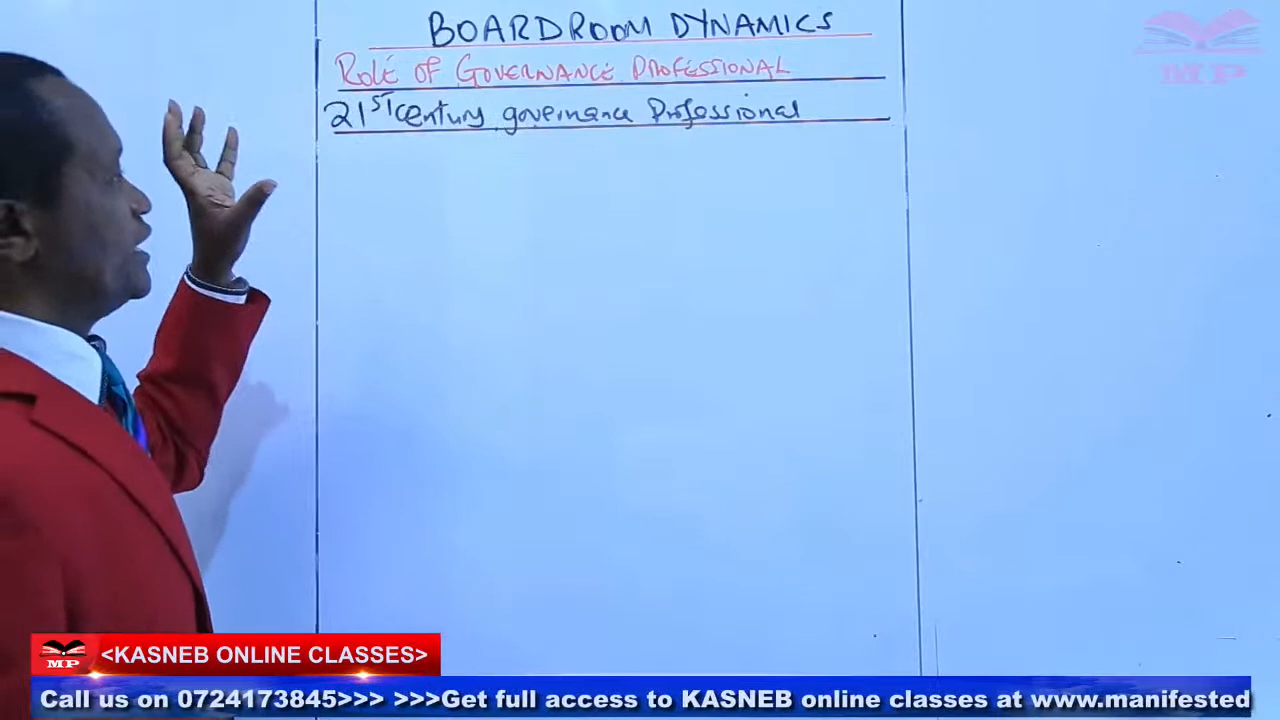 BOARDROOM DYNAMICS
ROLE OF GOVERNANCE PROFESSIONAL
21ST century governance Professional
MP
MP
<KASNEB ONLINE CLASSES>
Call us on 0724173845>>> >>>Get full access to KASNEB online classes at www.manifested